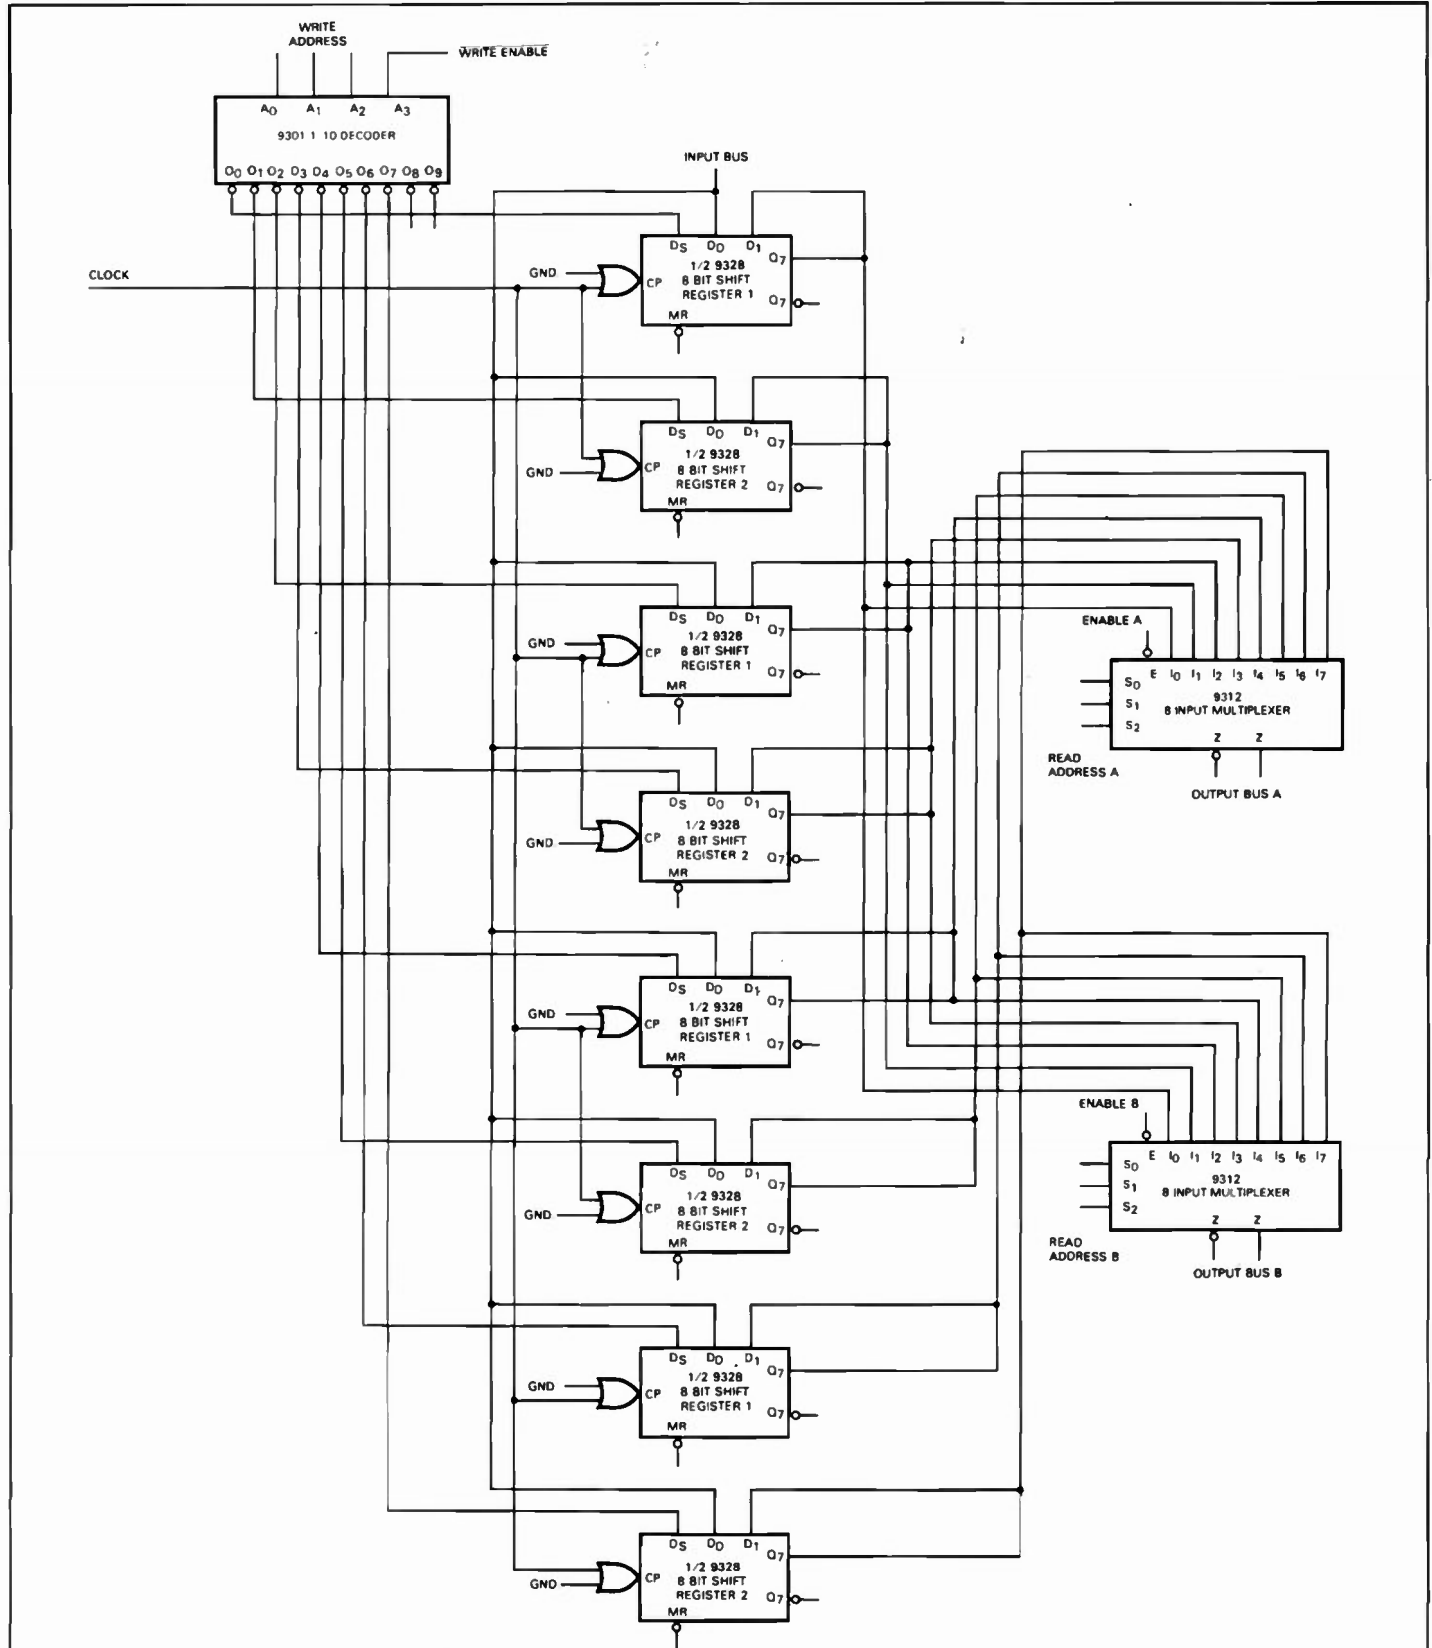 WRITE
ADDRESS
WRITE ENABLE
A0 A1 A2 A3
9301 1 10 DECODER
O0 O1 O2 O3 O4 O5 O6 O7 O8 O9
INPUT BUS
CLOCK
DS DD D1
Q7
1/2 9328
8 BIT SHIFT
REGISTER 1
GND
CP
Q7
MR
DS DD D1
Q7
1/2 9328
8 BIT SHIFT
REGISTER 2
GND
CP
Q7
MR
DS DD D1
Q7
1/2 9328
8 BIT SHIFT
REGISTER 1
GND
CP
Q7
MR
DS DD D1
Q7
1/2 9328
8 BIT SHIFT
REGISTER 2
GND
CP
Q7
MR
DS DD D1
Q7
1/2 9328
8 BIT SHIFT
REGISTER 1
GND
CP
Q7
MR
DS DD D1
Q7
1/2 9328
8 BIT SHIFT
REGISTER 2
GND
CP
Q7
MR
DS DD D1
Q7
1/2 9328
8 BIT SHIFT
REGISTER 1
GND
CP
Q7
MR
DS DD D1
Q7
1/2 9328
8 BIT SHIFT
REGISTER 2
GND
CP
Q7
MR
ENABLE A
E I0 I1 I2 I3 I4 I5 I6 I7
S0
S1
S2
9312
8 INPUT MULTIPLEXER
Z Z
READ
ADDRESS A
OUTPUT BUS A
ENABLE B
E I0 I1 I2 I3 I4 I5 I6 I7
S0
S1
S2
9312
8 INPUT MULTIPLEXER
Z Z
READ
ADDRESS B
OUTPUT BUS B